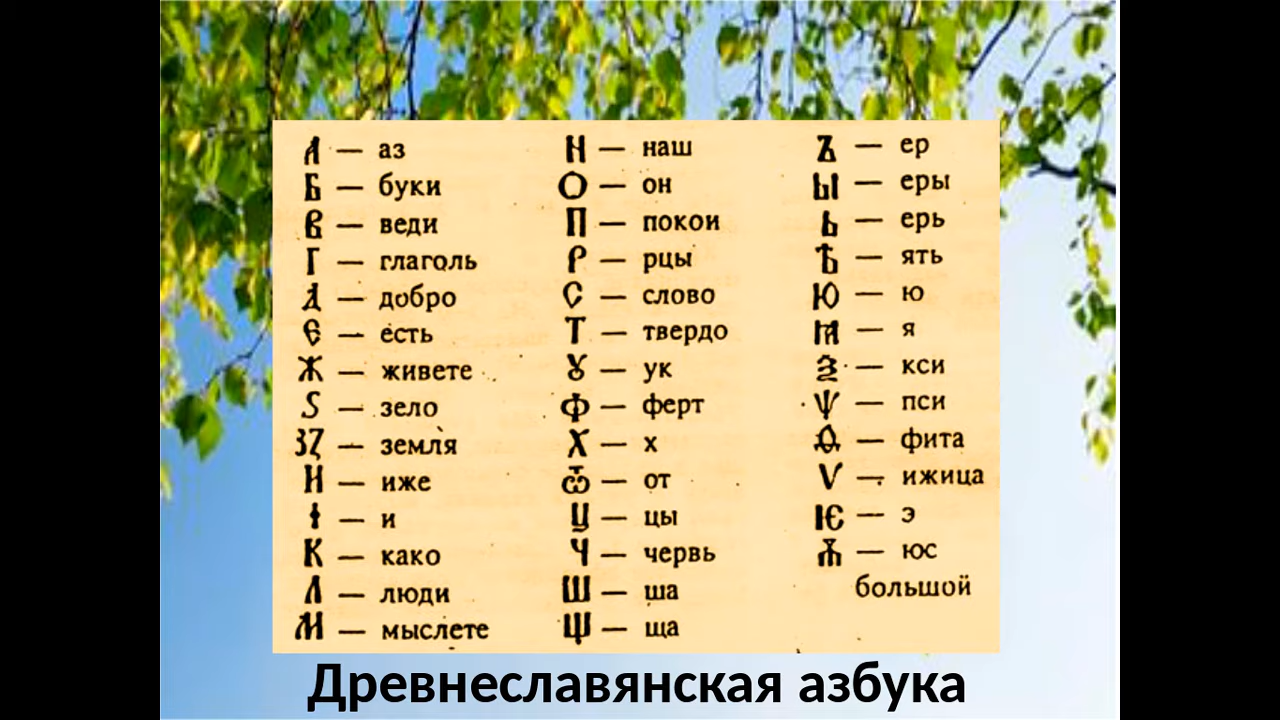 А — аз
Б — буки
В — веди
Г — глаголь
Д — добро
Є — есть
Ж — живете
Ѕ — зело
ЗꙀ — земля
И — иже
І — и
К — како
Л — люди
М — мыслете
Н — наш
О — он
П — покои
Р — рцы
С — слово
Т — твердо
Ꙋ — ук
Ф — ферт
Х — х
Ѿ — от
Ц — цы
Ч — червь
Ш — ша
Щ — ща
Ъ — ер
Ы — еры
Ь — ерь
Ѣ — ять
Ю — ю
Ꙗ — я
Ѯ — кси
Ѱ — пси
Ѳ — фита
Ѵ — ижица
Ѥ — э
Ѫ — юс
большой
Древнеславянская азбука